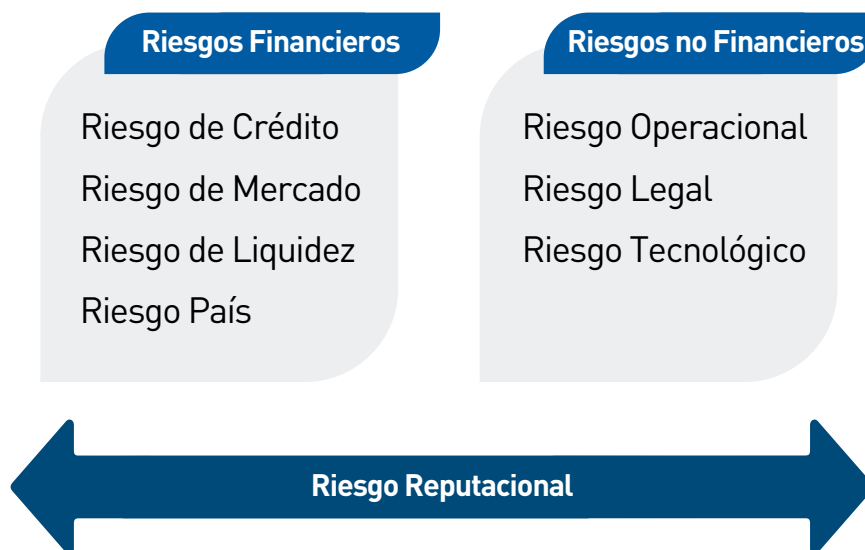 Riesgos Financieros
Riesgo de Crédito
Riesgo de Mercado
Riesgo de Liquidez
Riesgo País
Riesgos no Financieros
Riesgo Operacional
Riesgo Legal
Riesgo Tecnológico
Riesgo Reputacional